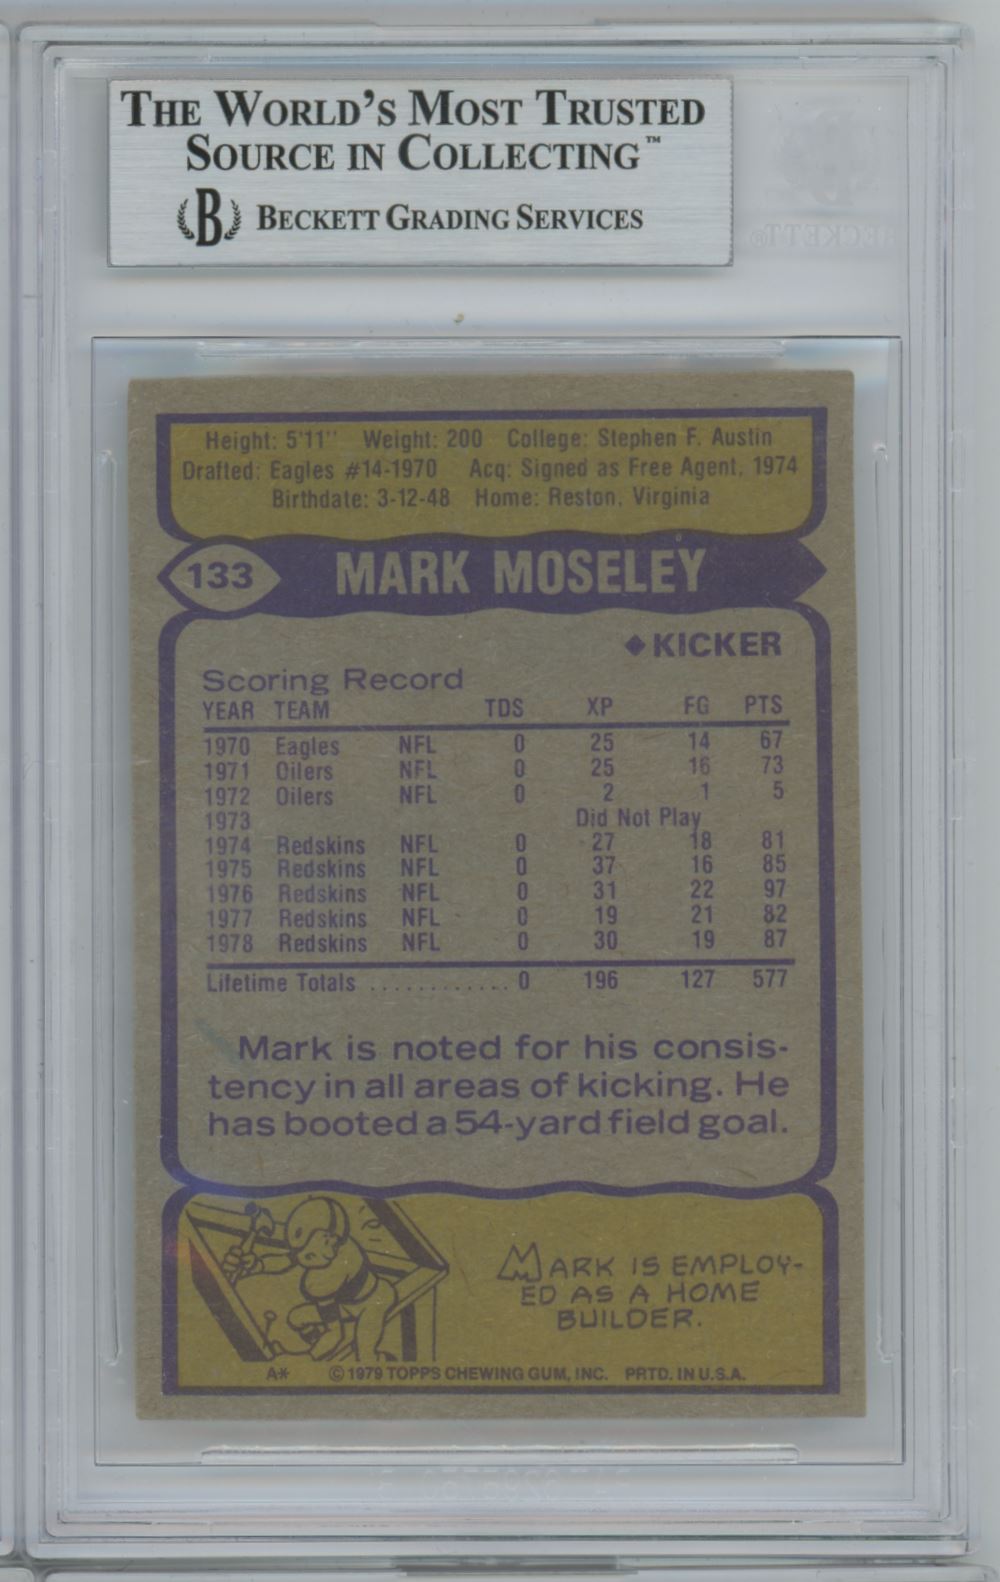 THE WORLD'S MOST TRUSTED
SOURCE IN COLLECTING™
B BECKETT GRADING SERVICES
BECKETT®
Height: 5'11" Weight: 200 College: Stephen F. Austin
Drafted: Eagles #14-1970 Acq: Signed as Free Agent, 1974
Birthdate: 3-12-48 Home: Reston, Virginia
133 MARK MOSELEY
◆ KICKER
Scoring Record
YEAR TEAM TDS XP FG PTS
1970 Eagles NFL 0 25 14 67
1971 Oilers NFL 0 25 16 73
1972 Oilers NFL 0 2 1 5
1973 Did Not Play
1974 Redskins NFL 0 27 18 81
1975 Redskins NFL 0 37 16 85
1976 Redskins NFL 0 31 22 97
1977 Redskins NFL 0 19 21 82
1978 Redskins NFL 0 30 19 87
Lifetime Totals ............ 0 196 127 577
Mark is noted for his consis-
tency in all areas of kicking. He
has booted a 54-yard field goal.
MARK IS EMPLOY-
ED AS A HOME
BUILDER.
A* © 1979 TOPPS CHEWING GUM, INC. PRTD. IN U.S.A.